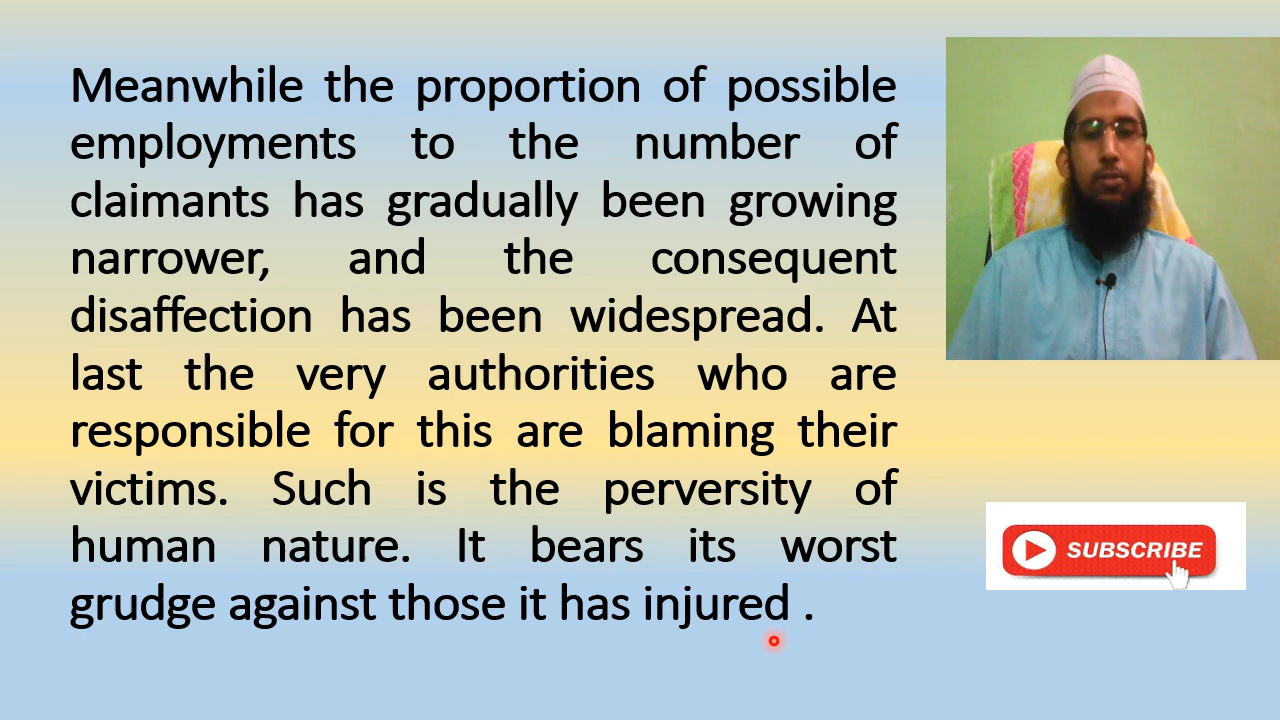 Meanwhile the proportion of possible
employments to the number of
claimants has gradually been growing
narrower, and the consequent
disaffection has been widespread. At
last the very authorities who are
responsible for this are blaming their
victims. Such is the perversity of
human nature. It bears its worst
grudge against those it has injured .
SUBSCRIBE